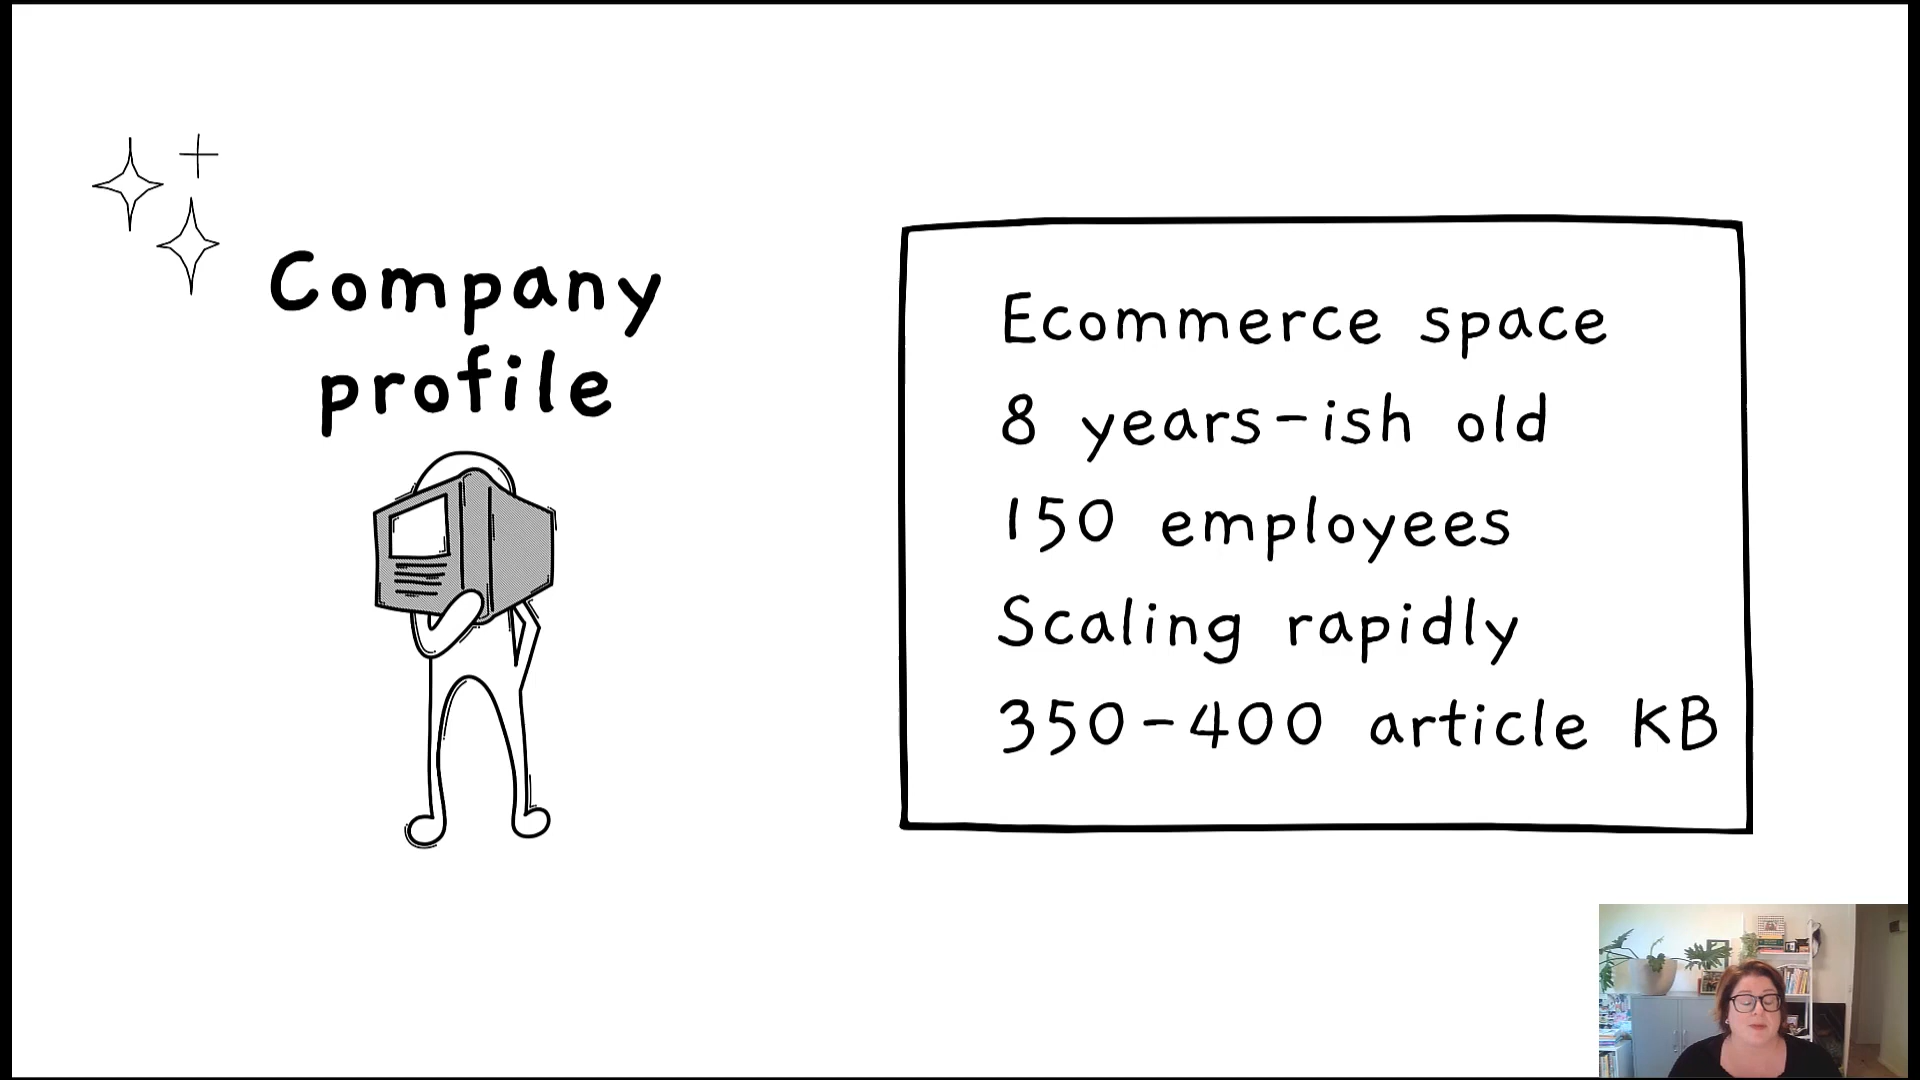 Company
profile
Ecommerce space
8 years-ish old
150 employees
Scaling rapidly
350-400 article KB